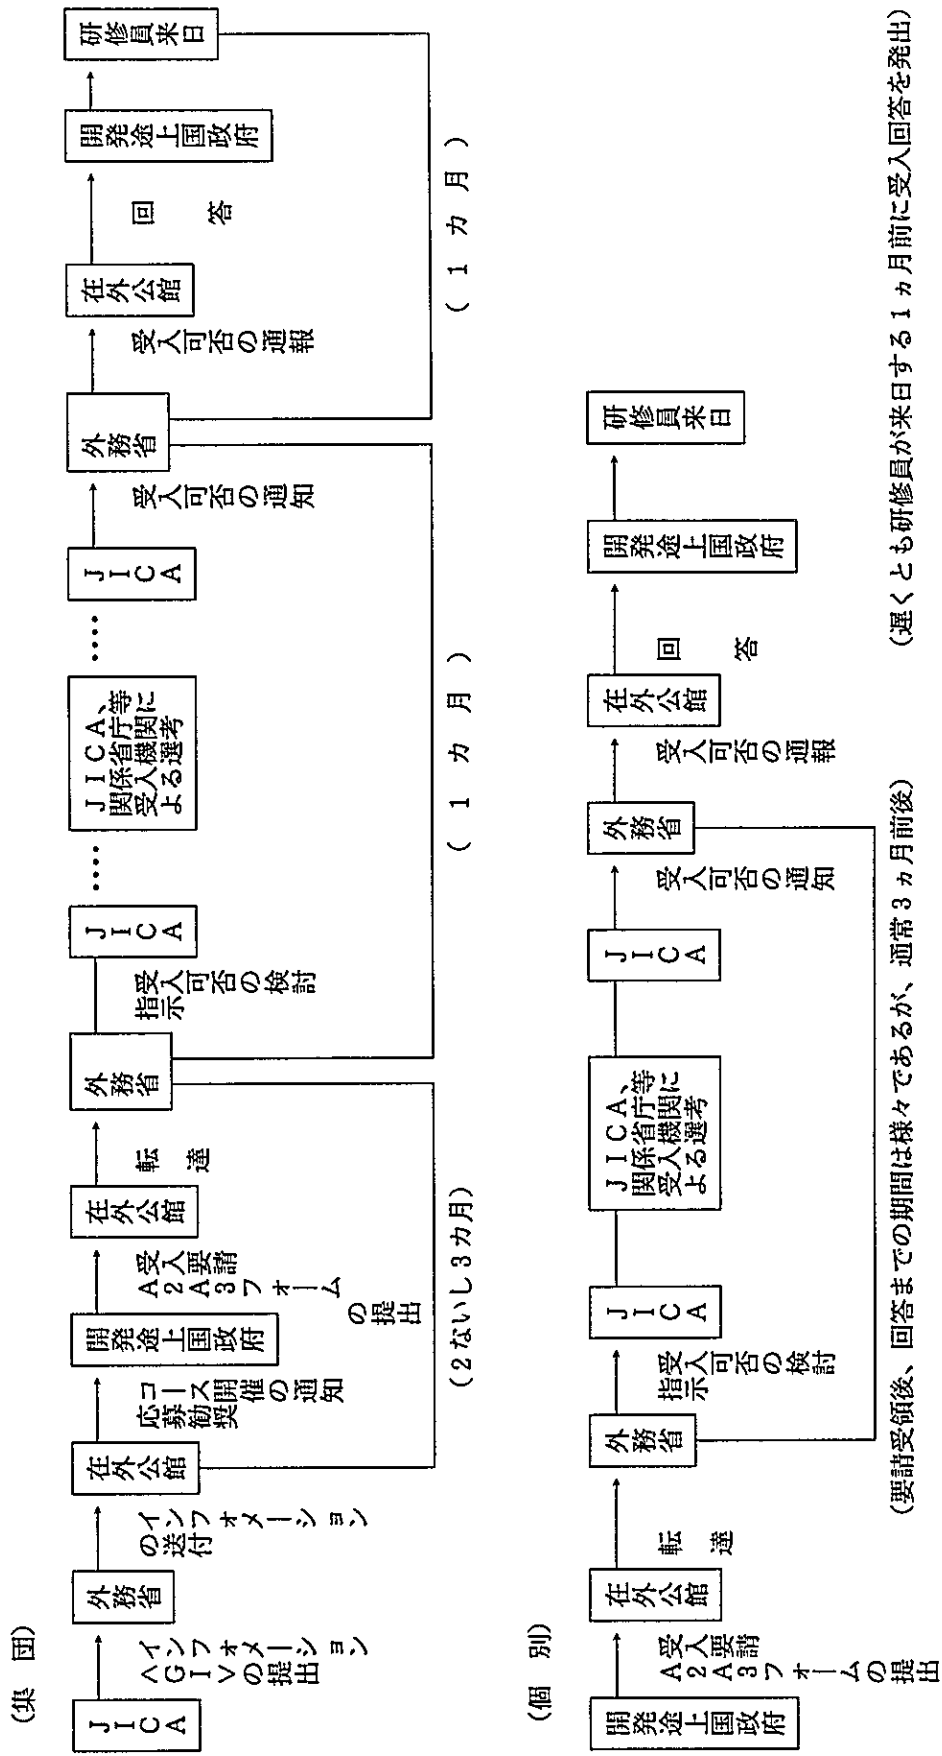 (集 団)
JICA
インフォメーション
<GI>の提出
外務省
インフォメーション
の送付
在外公館
コース開催の通知
応募勧奨
開発途上国政府
受入要請
A2A3フォーム
の提出
在外公館
転 達
外務省
(2ないし3カ月)
受入可否の検討
指示
JICA
‥‥
JICA、
関係省庁等
受入機関に
よる選考
‥‥
JICA
受入可否の通知
外務省
(1カ月)
受入可否の通報
在外公館
回 答
開発途上国政府
研修員来日
(1カ月)
(個 別)
開発途上国政府
受入要請
A2A3フォームの提出
在外公館
転 達
外務省
受入可否の検討
指示
JICA
JICA、
関係省庁等
受入機関に
よる選考
JICA
受入可否の通知
外務省
受入可否の通報
在外公館
回 答
開発途上国政府
研修員来日
(要請受領後、回答までの期間は様々であるが、通常3ヵ月前後)
(遅くとも研修員が来日する1ヵ月前に受入回答を発出)